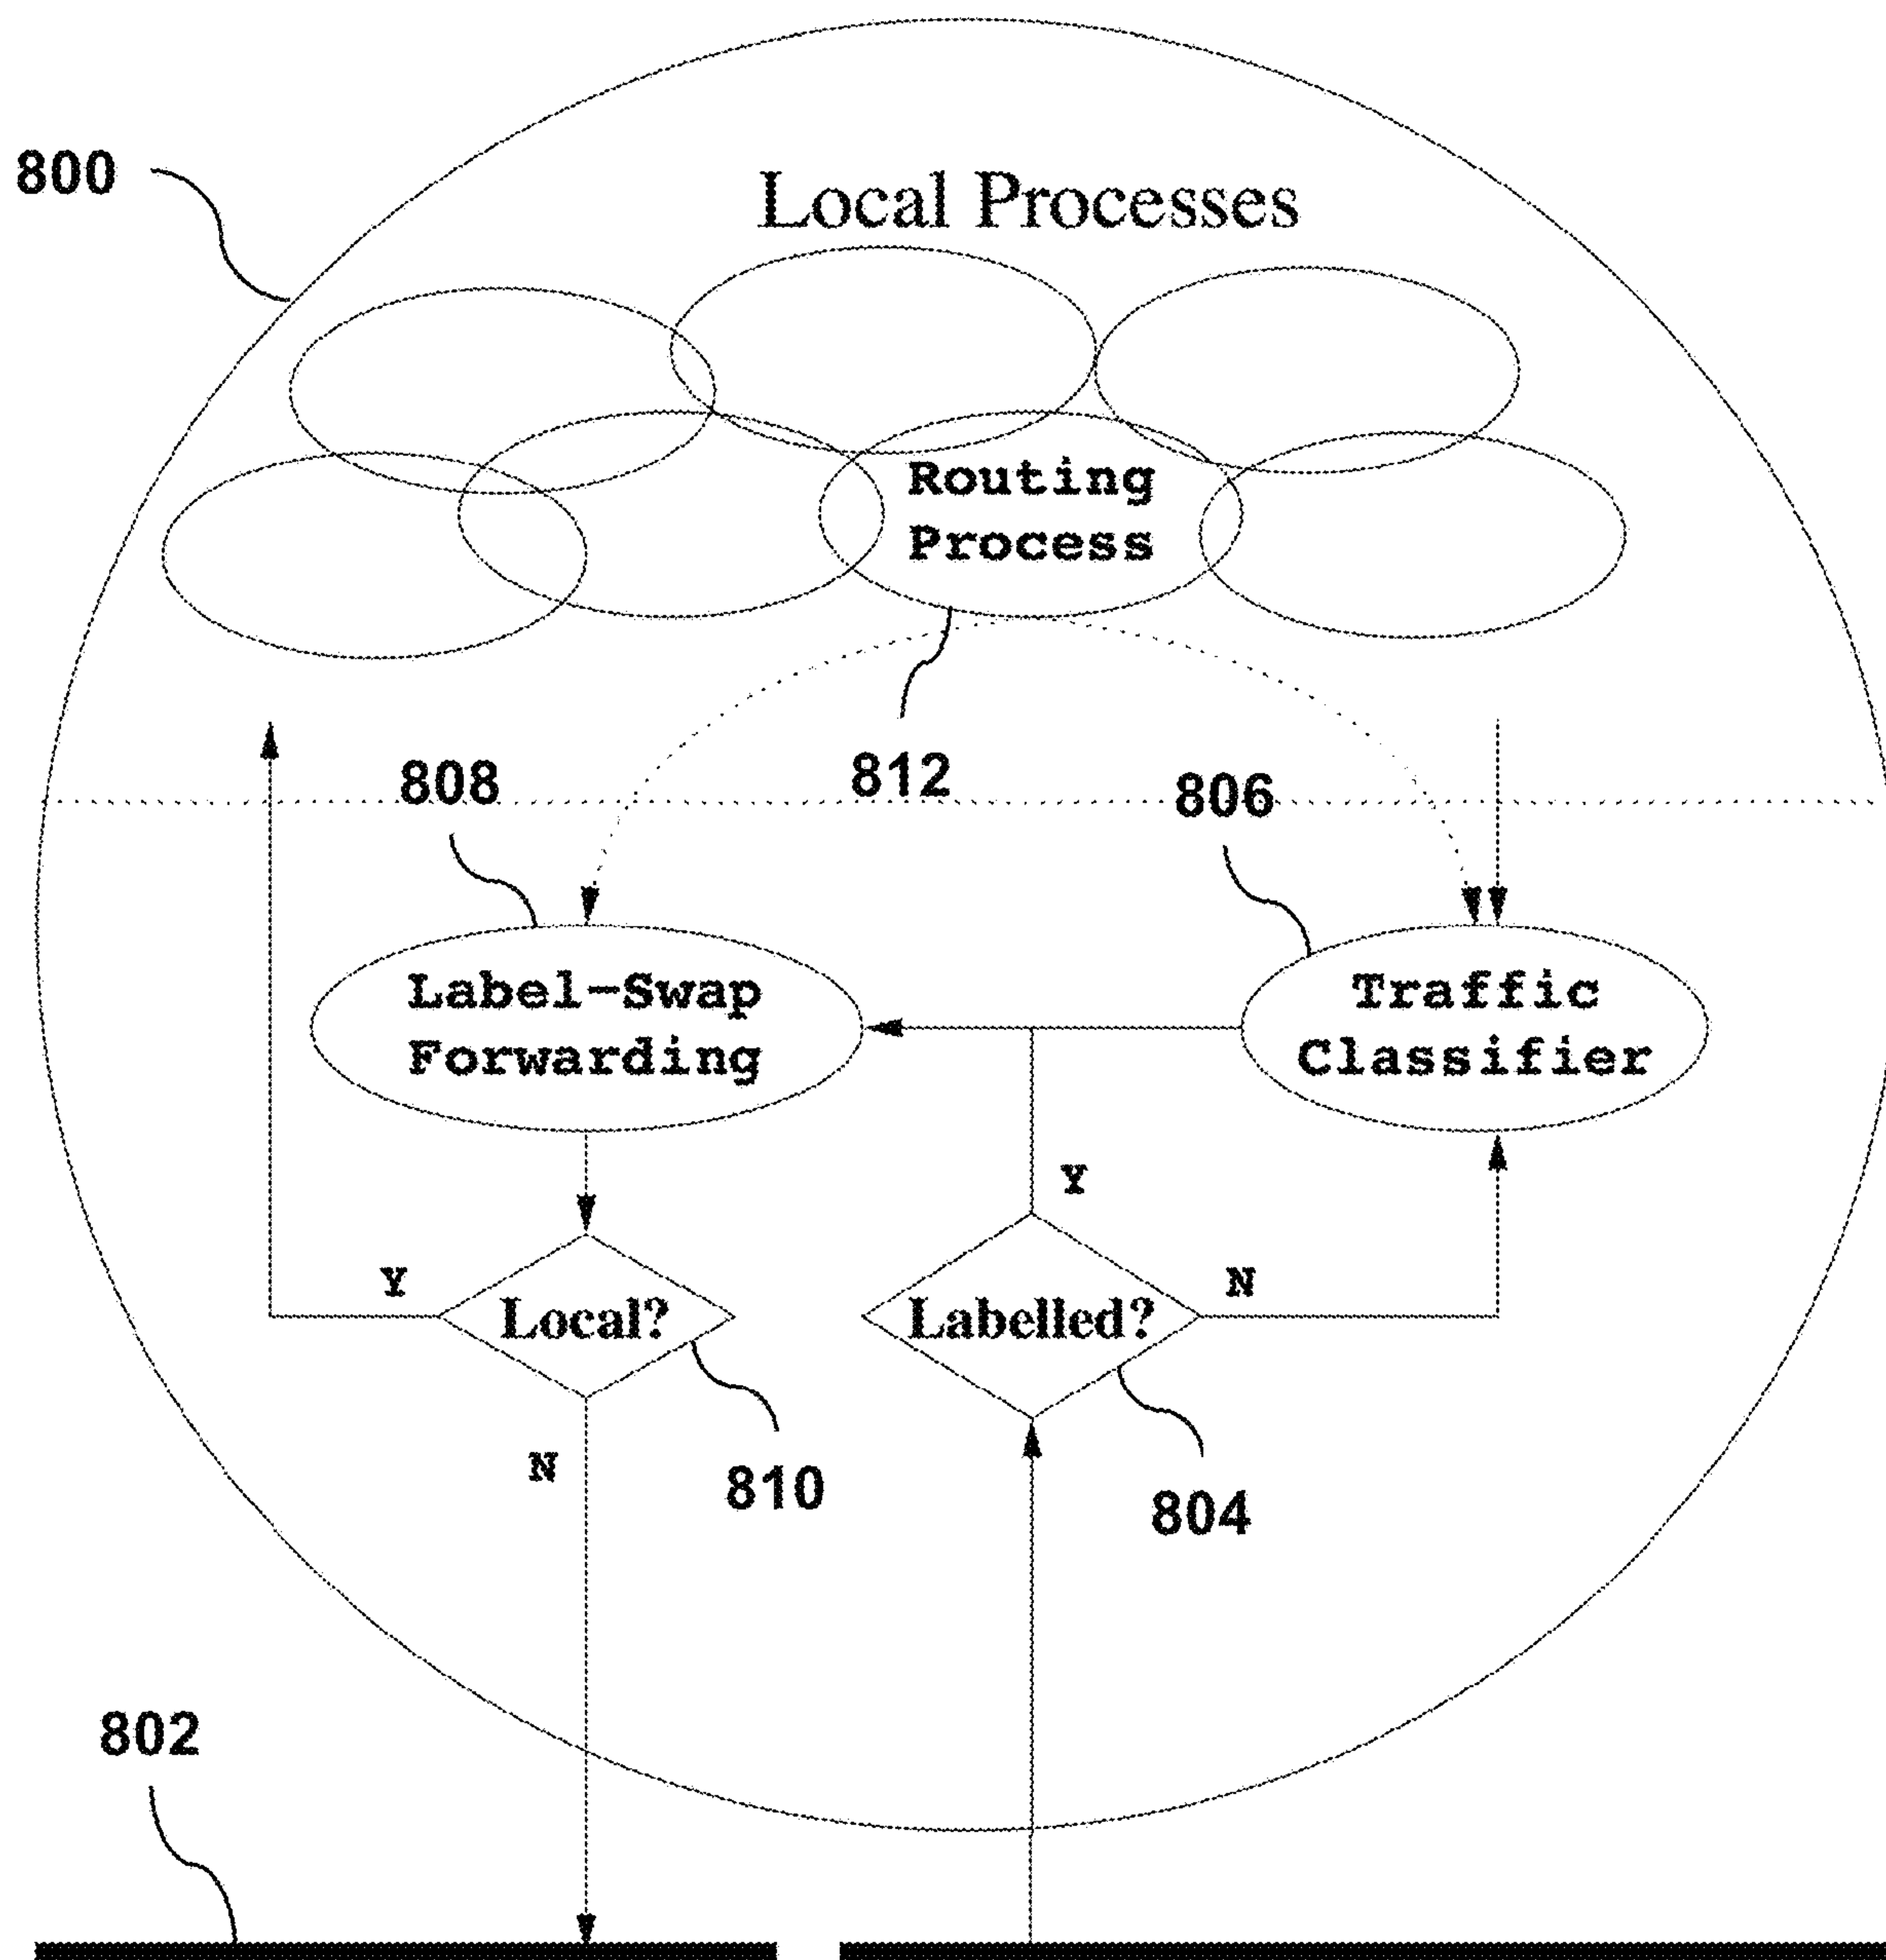 800
Local Processes
Routing
Process
812
808
806
Label-Swap
Forwarding
Traffic
Classifier
Y
Y
Local?
Labelled?
N
N
810
804
802